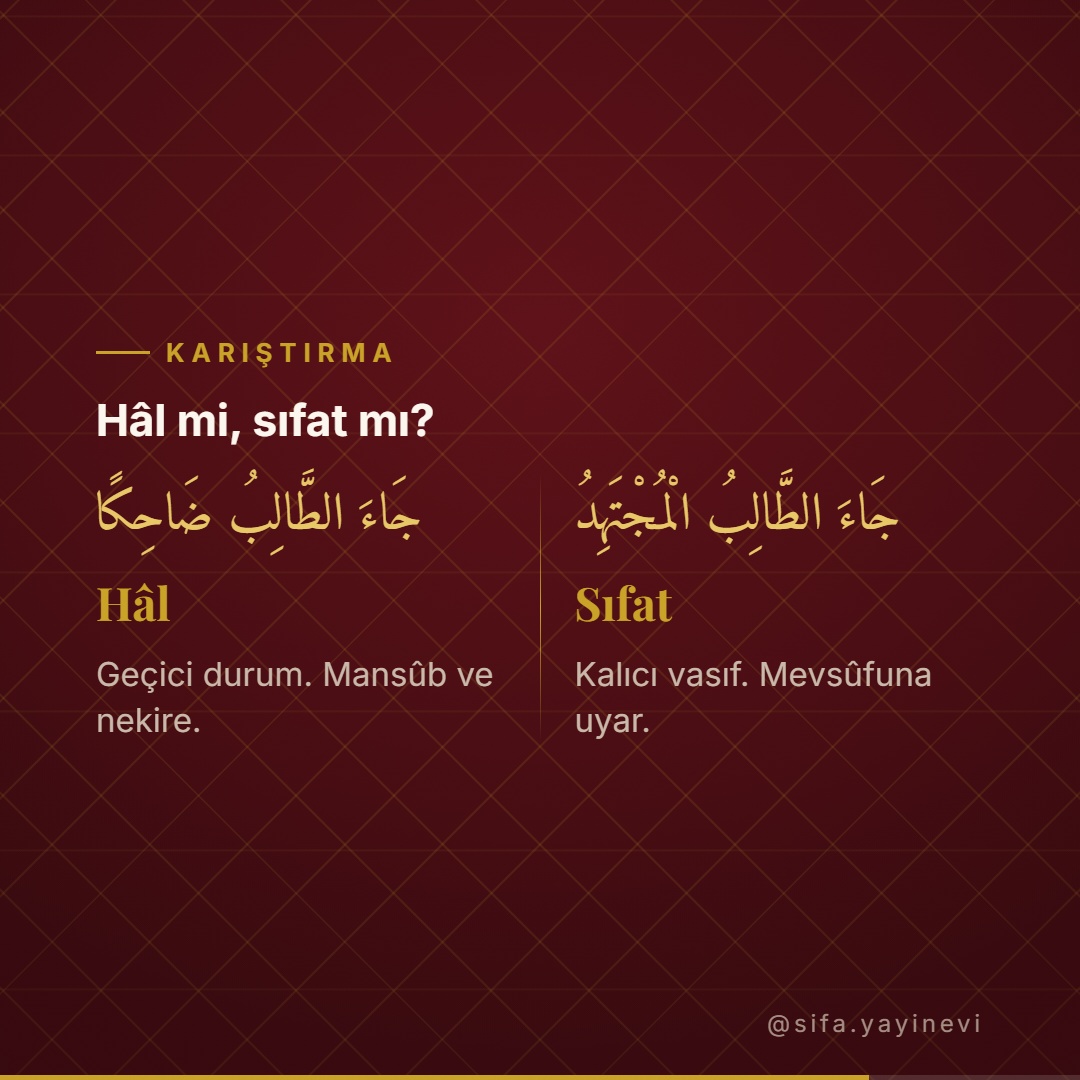 KARIŞTIRMA
Hâl mi, sıfat mı?
جَاءَ الطَّالِبُ ضَاحِكًا
Hâl
Geçici durum. Mansûb ve
nekire.
جَاءَ الطَّالِبُ الْمُجْتَهِدُ
Sıfat
Kalıcı vasıf. Mevsûfuna
uyar.
@sifa.yayinevi